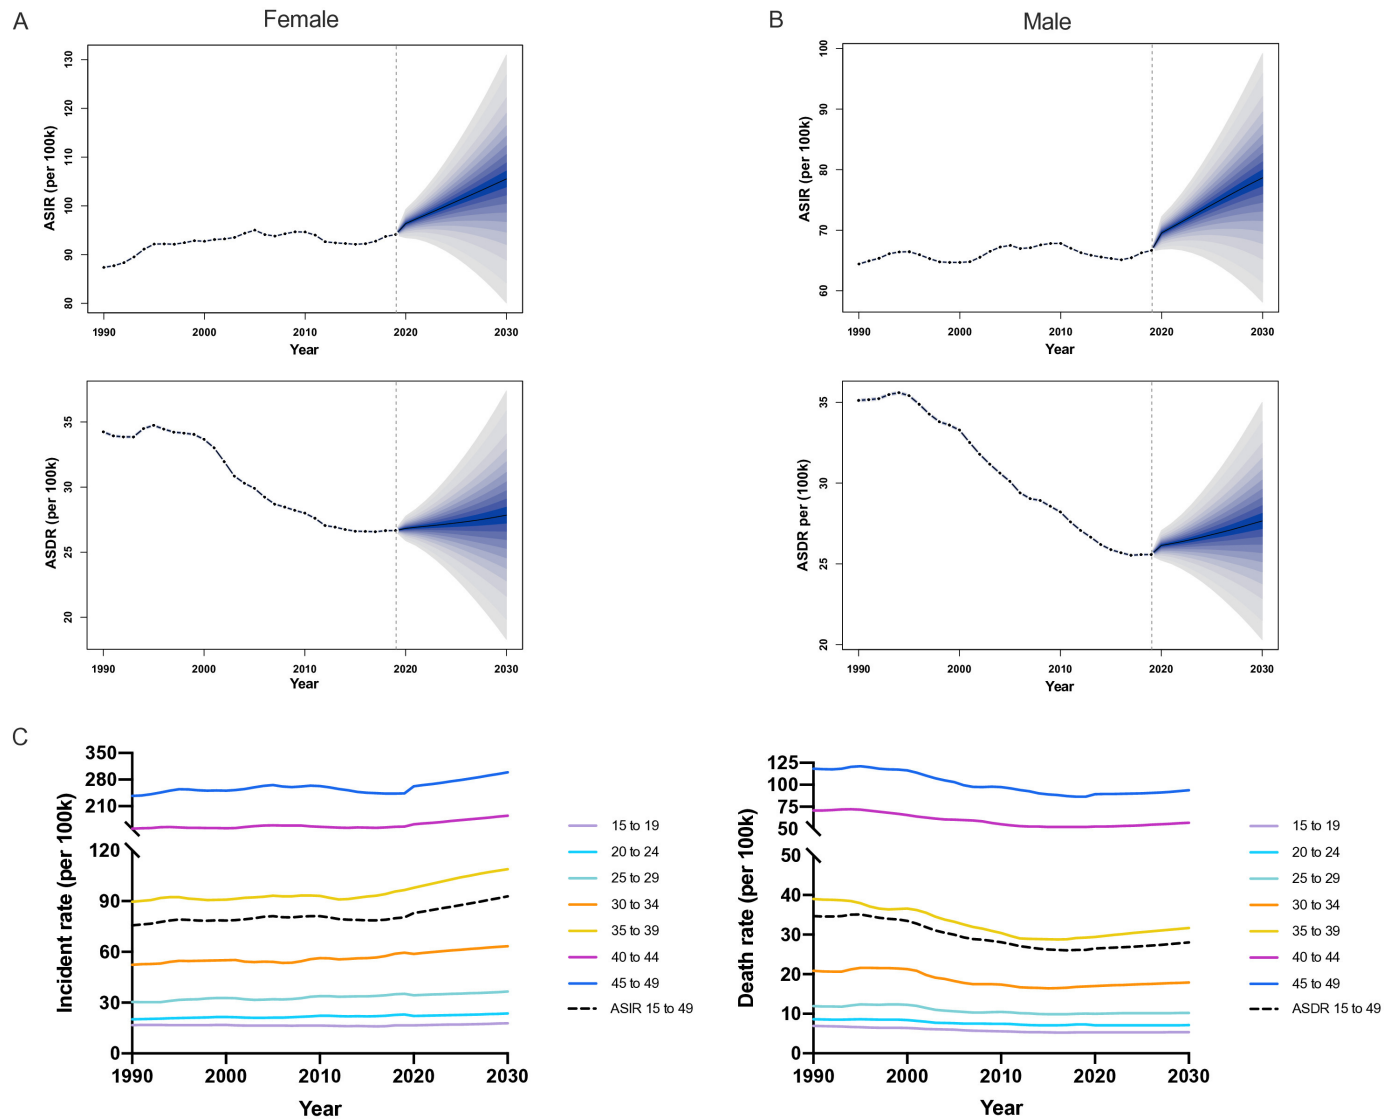 A
Female
130
120
110
100
90
80
ASIR (per 100k)
1990 2000 2010 2020 2030
Year
35
30
25
20
ASDR (per 100k)
1990 2000 2010 2020 2030
Year
B
Male
100
90
80
70
60
ASIR (per 100k)
1990 2000 2010 2020 2030
Year
35
30
25
20
ASDR per (100k)
1990 2000 2010 2020 2030
Year
C
350
280
210
120
90
60
30
0
Incident rate (per 100k)
1990 2000 2010 2020 2030
Year
15 to 19
20 to 24
25 to 29
30 to 34
35 to 39
40 to 44
45 to 49
ASIR 15 to 49
125
100
75
50
50
40
30
20
10
0
Death rate (per 100k)
1990 2000 2010 2020 2030
Year
15 to 19
20 to 24
25 to 29
30 to 34
35 to 39
40 to 44
45 to 49
ASDR 15 to 49